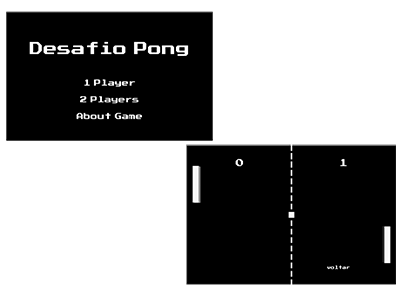 Desafio Pong
1 Player
2 Players
About Game
0 1
voltar